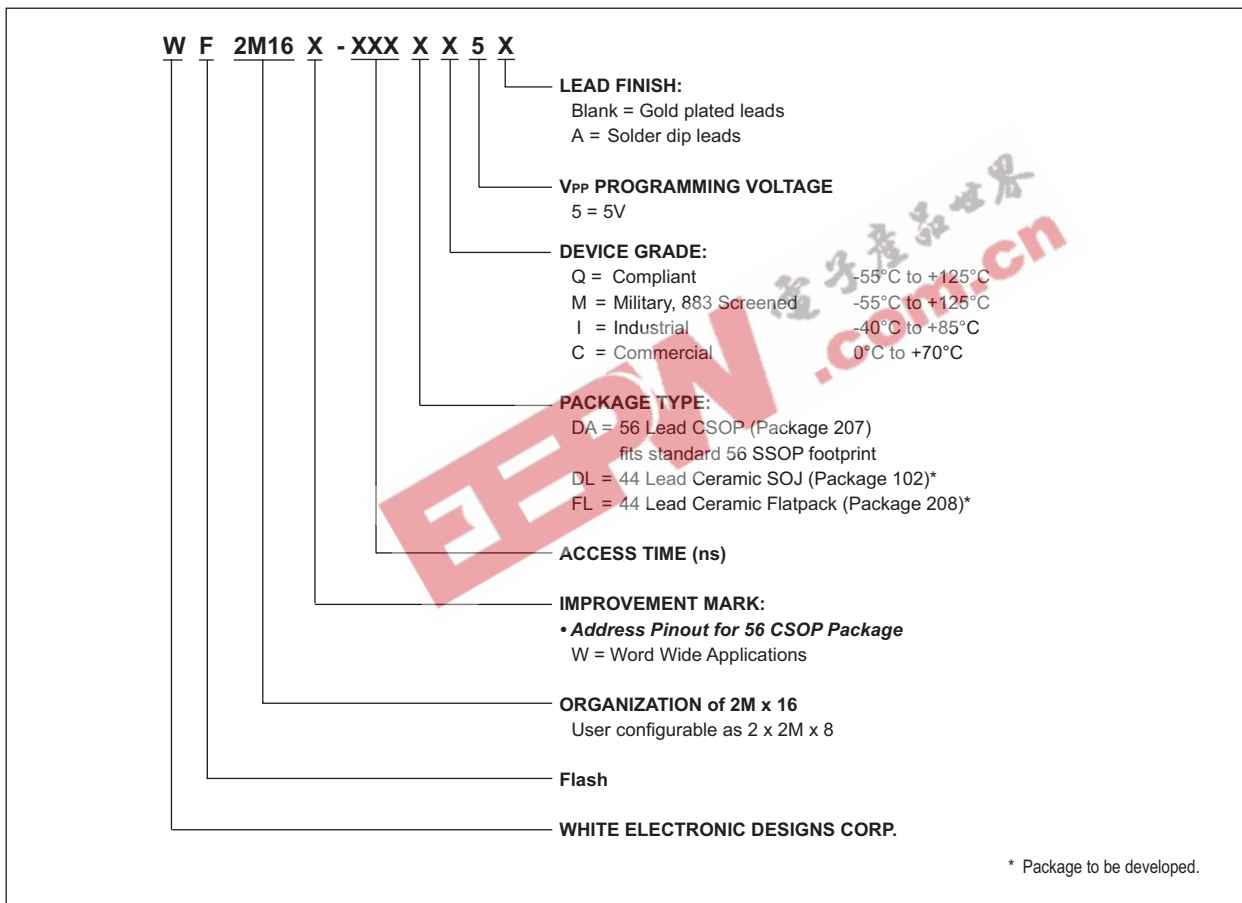 W F 2M16 X - XXX X X 5 X
LEAD FINISH:
Blank = Gold plated leads
A = Solder dip leads
VPP PROGRAMMING VOLTAGE
5 = 5V
DEVICE GRADE:
Q = Compliant -55°C to +125°C
M = Military, 883 Screened -55°C to +125°C
I = Industrial -40°C to +85°C
C = Commercial 0°C to +70°C
PACKAGE TYPE:
DA = 56 Lead CSOP (Package 207)
fits standard 56 SSOP footprint
DL = 44 Lead Ceramic SOJ (Package 102)*
FL = 44 Lead Ceramic Flatpack (Package 208)*
ACCESS TIME (ns)
IMPROVEMENT MARK:
• Address Pinout for 56 CSOP Package
W = Word Wide Applications
ORGANIZATION of 2M x 16
User configurable as 2 x 2M x 8
Flash
WHITE ELECTRONIC DESIGNS CORP.
* Package to be developed.
EEPW
電子產品世界
.com.cn